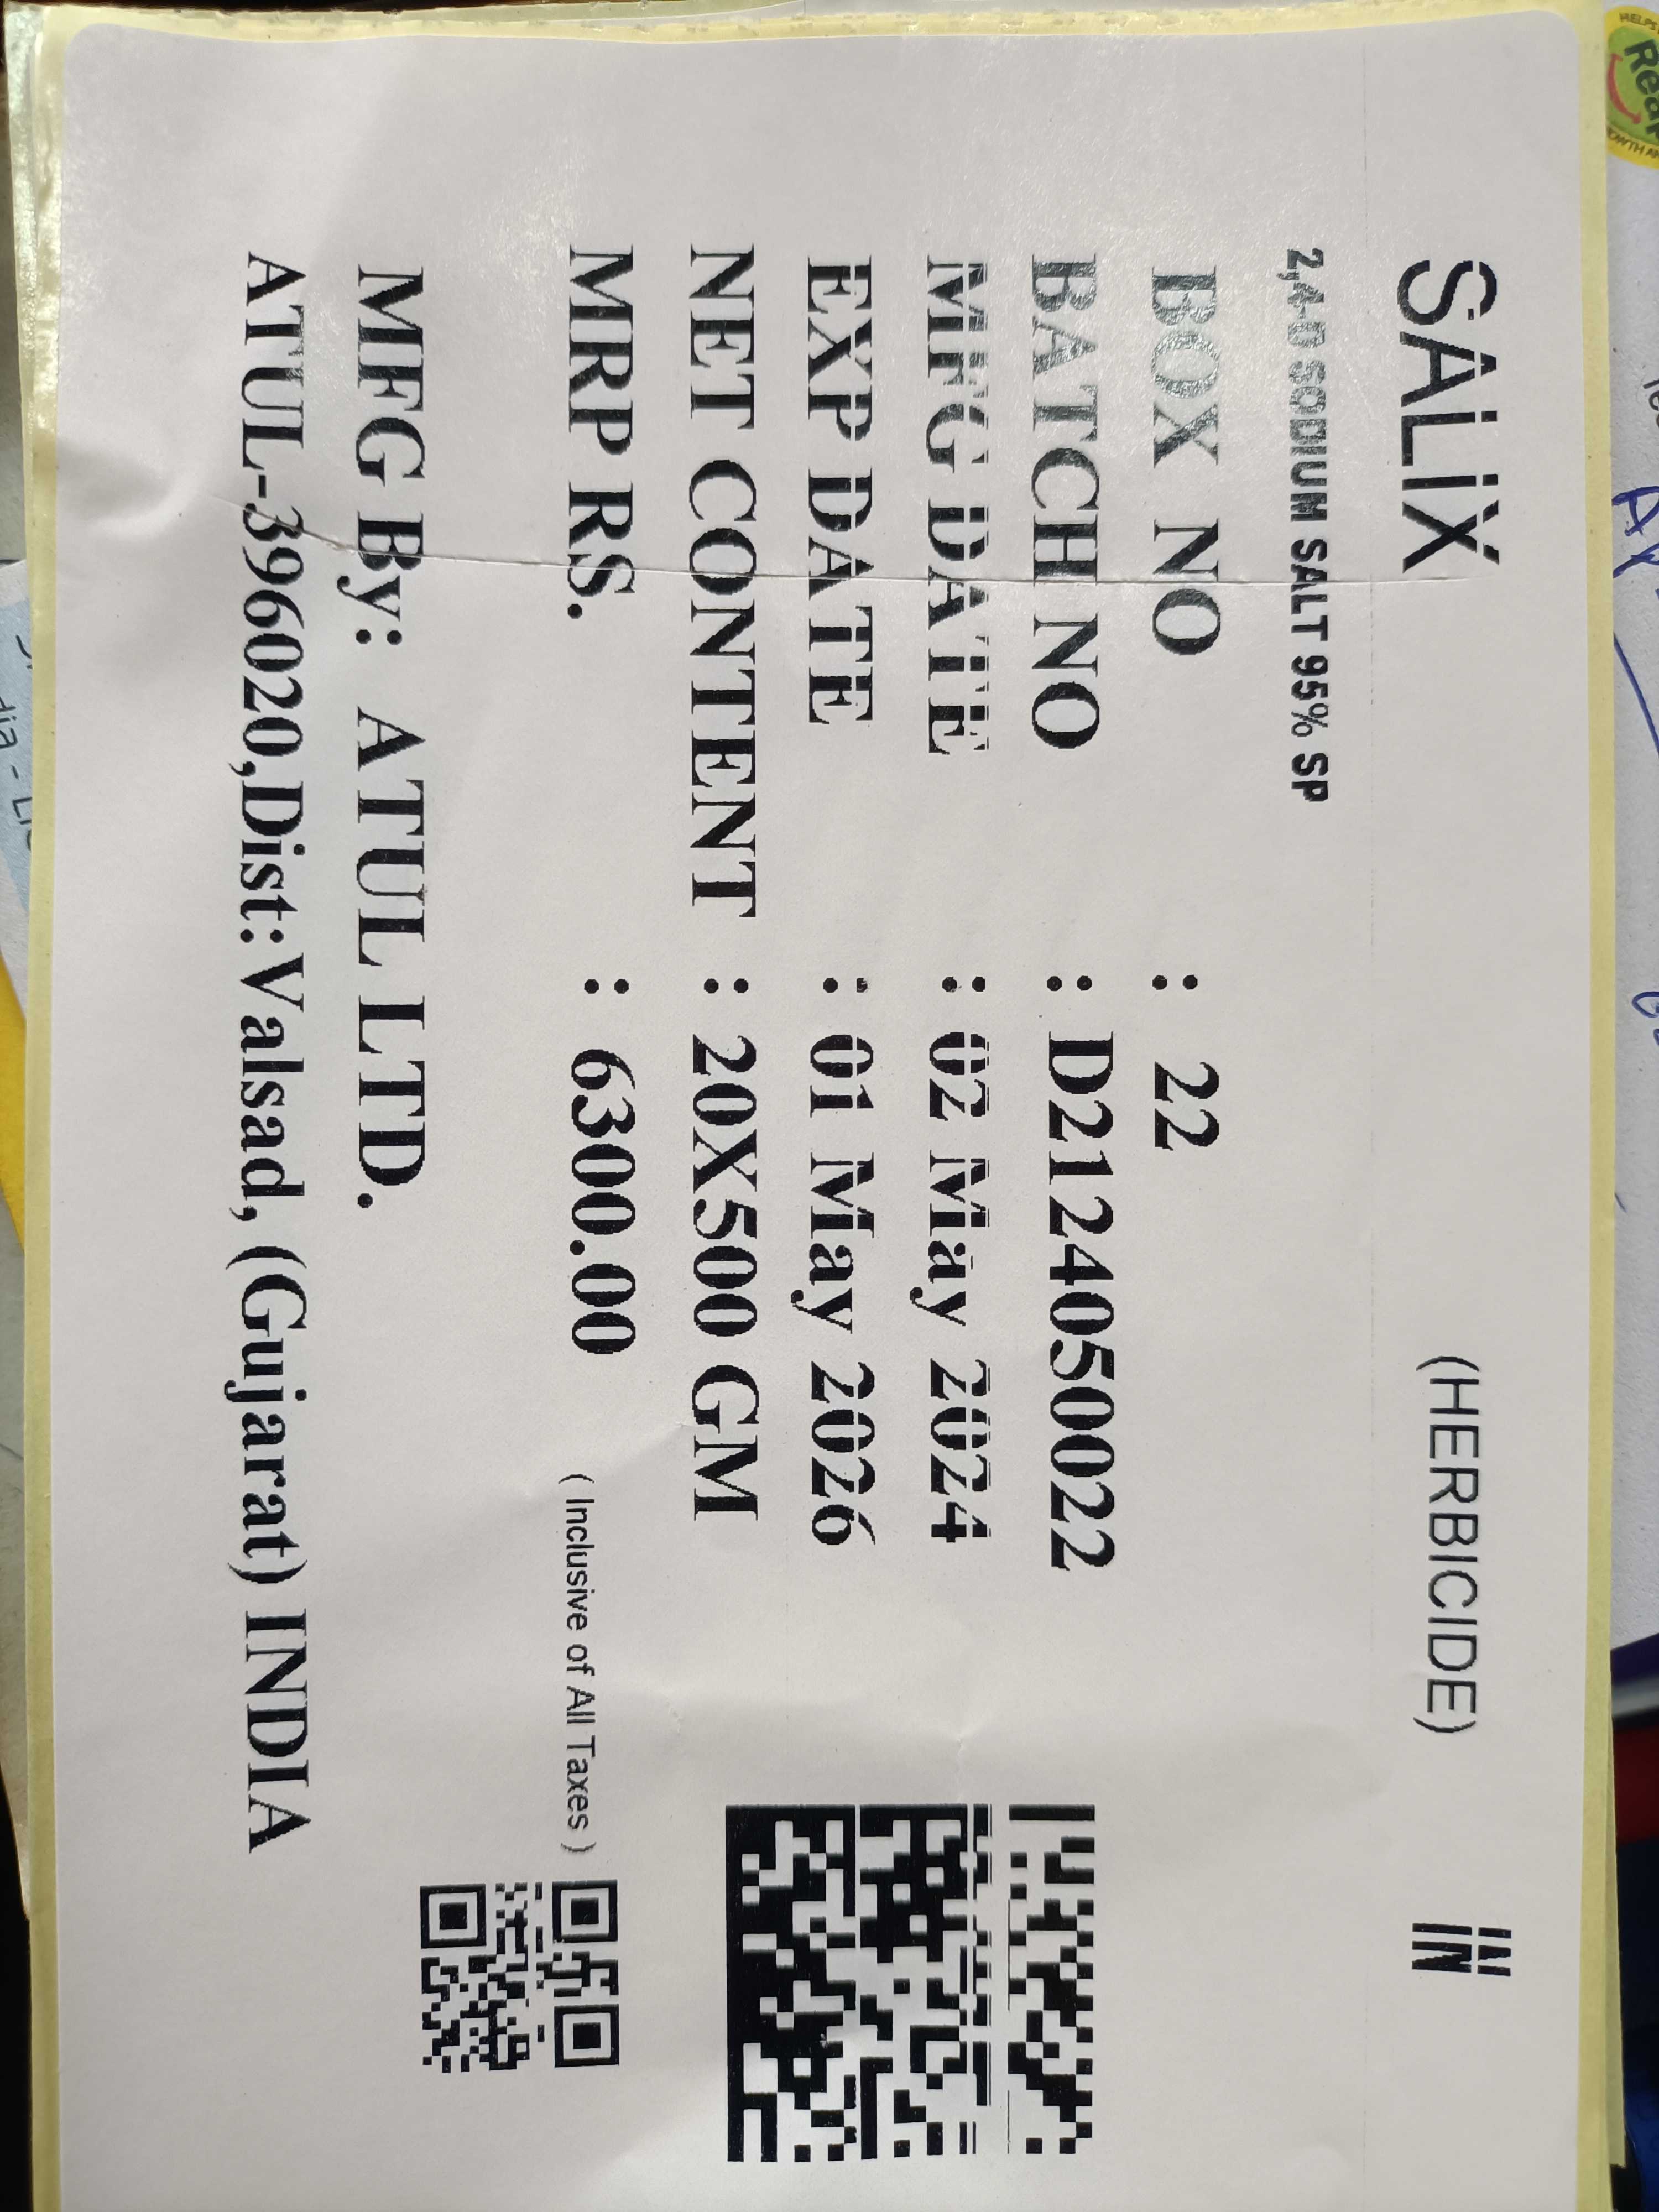 SALIX (HERBICIDE) IN
2,4-D SODIUM SALT 95% SP
BOX NO : 22
BATCH NO : D2124050022
MFG DATE : 02 May 2024
EXP DATE : 01 May 2026
NET CONTENT : 20X500 GM
MRP RS. : 6300.00 ( Inclusive of All Taxes )
MFG By: ATUL LTD.
ATUL-396020,Dist:Valsad, (Gujarat) INDIA